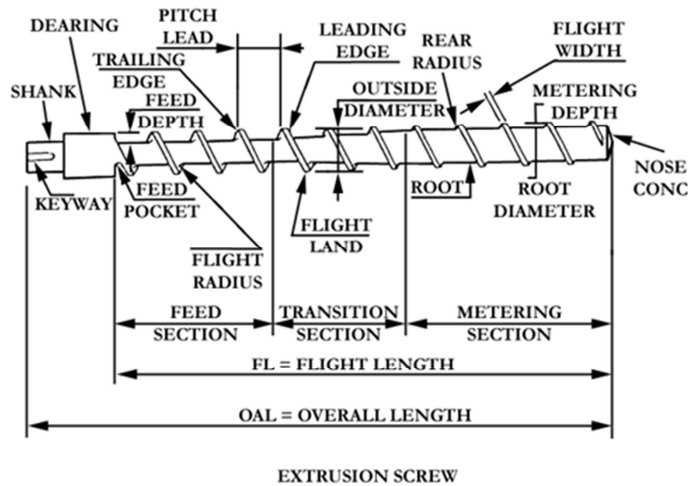 PITCH
LEAD
DEARING
LEADING
EDGE
REAR
RADIUS
FLIGHT
WIDTH
TRAILING
EDGE
SHANK
FEED
DEPTH
OUTSIDE
DIAMETER
METERING
DEPTH
NOSE
CONC
KEYWAY
FEED
POCKET
ROOT
ROOT
DIAMETER
FLIGHT
LAND
FLIGHT
RADIUS
FEED
SECTION
TRANSITION
SECTION
METERING
SECTION
FL = FLIGHT LENGTH
OAL = OVERALL LENGTH
EXTRUSION SCREW